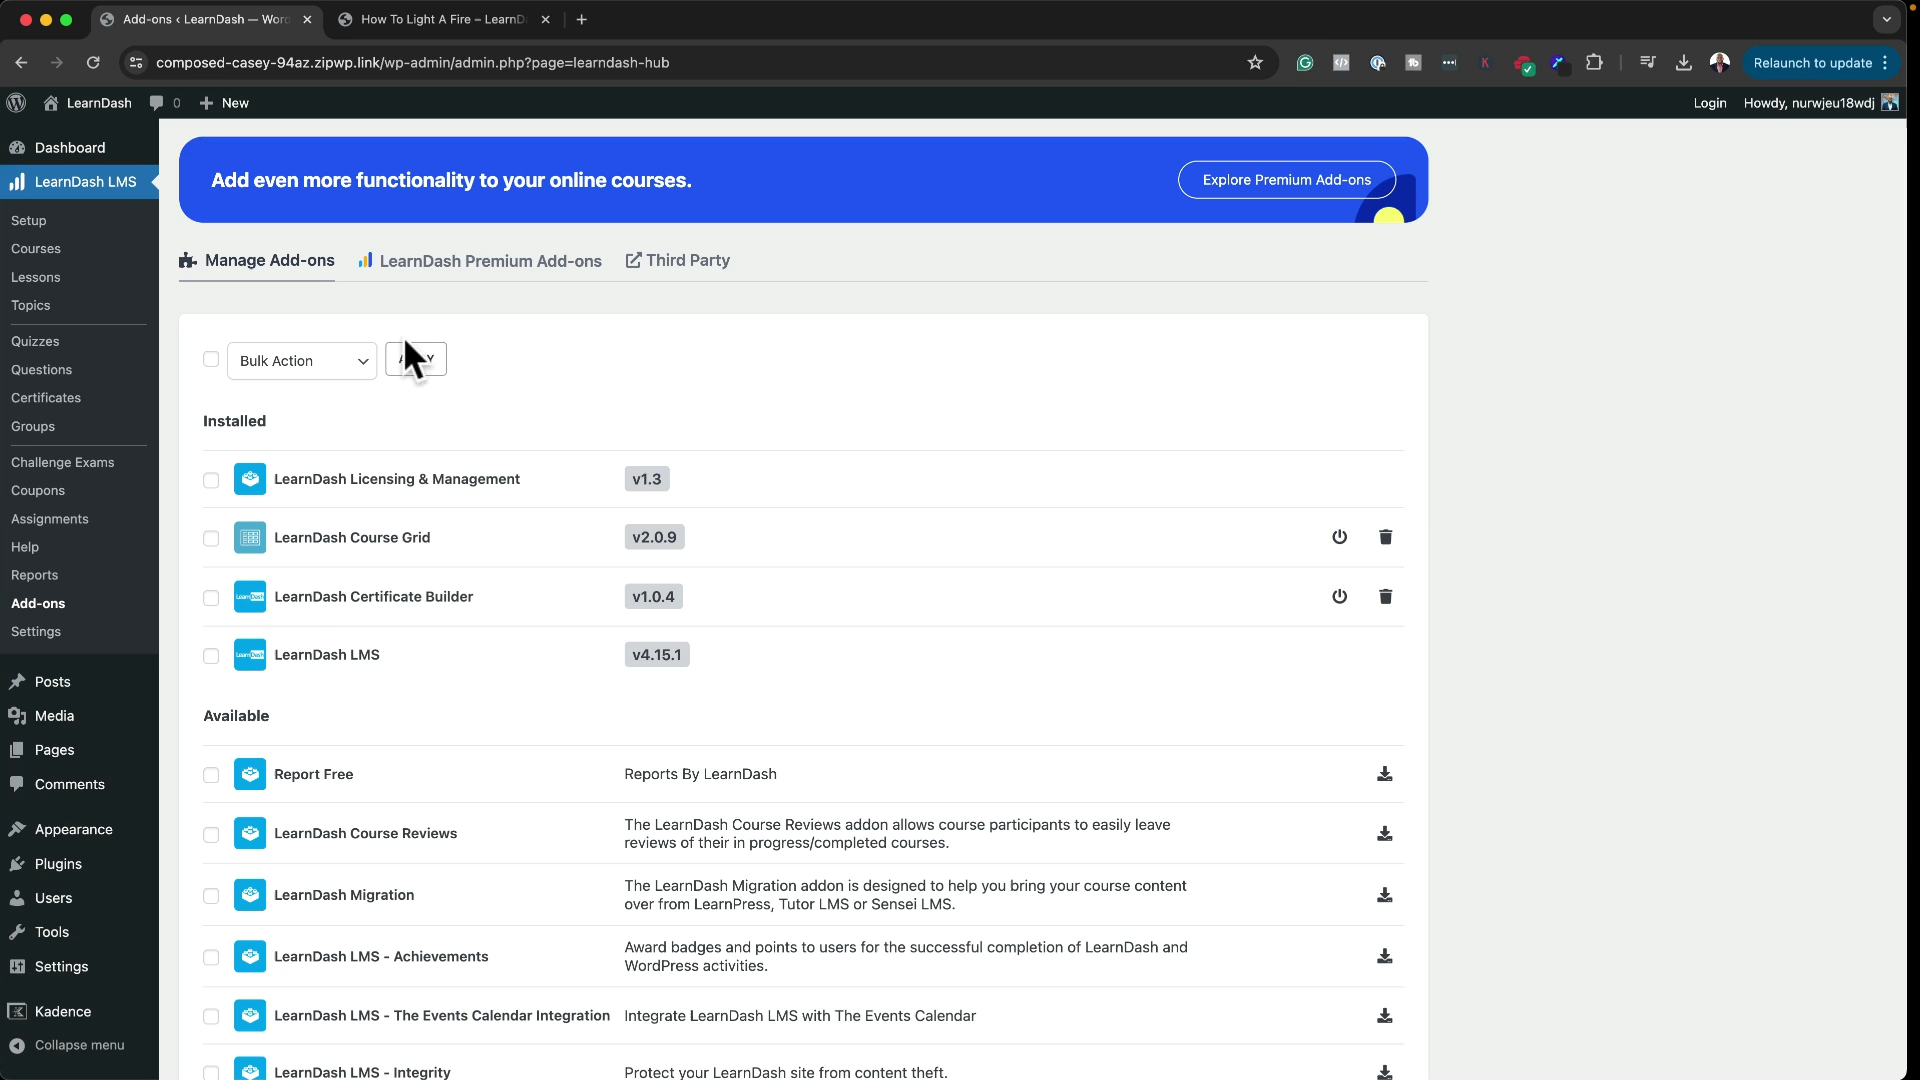 Add-ons ‹ LearnDash — Wor
How To Light A Fire – LearnD
composed-casey-94az.zipwp.link/wp-admin/admin.php?page=learndash-hub
Relaunch to update
LearnDash
0
New
Login
Howdy, nurwjeu18wdj
Dashboard
LearnDash LMS
Setup
Courses
Lessons
Topics
Quizzes
Questions
Certificates
Groups
Challenge Exams
Coupons
Assignments
Help
Reports
Add-ons
Settings
Posts
Media
Pages
Comments
Appearance
Plugins
Users
Tools
Settings
Kadence
Collapse menu
Add even more functionality to your online courses.
Explore Premium Add-ons
Manage Add-ons
LearnDash Premium Add-ons
Third Party
Bulk Action
Installed
LearnDash Licensing & Management
v1.3
LearnDash Course Grid
v2.0.9
LearnDash Certificate Builder
v1.0.4
LearnDash LMS
v4.15.1
Available
Report Free
Reports By LearnDash
LearnDash Course Reviews
The LearnDash Course Reviews addon allows course participants to easily leave
reviews of their in progress/completed courses.
LearnDash Migration
The LearnDash Migration addon is designed to help you bring your course content
over from LearnPress, Tutor LMS or Sensei LMS.
LearnDash LMS - Achievements
Award badges and points to users for the successful completion of LearnDash and
WordPress activities.
LearnDash LMS - The Events Calendar Integration
Integrate LearnDash LMS with The Events Calendar
LearnDash LMS - Integrity
Protect your LearnDash site from content theft.